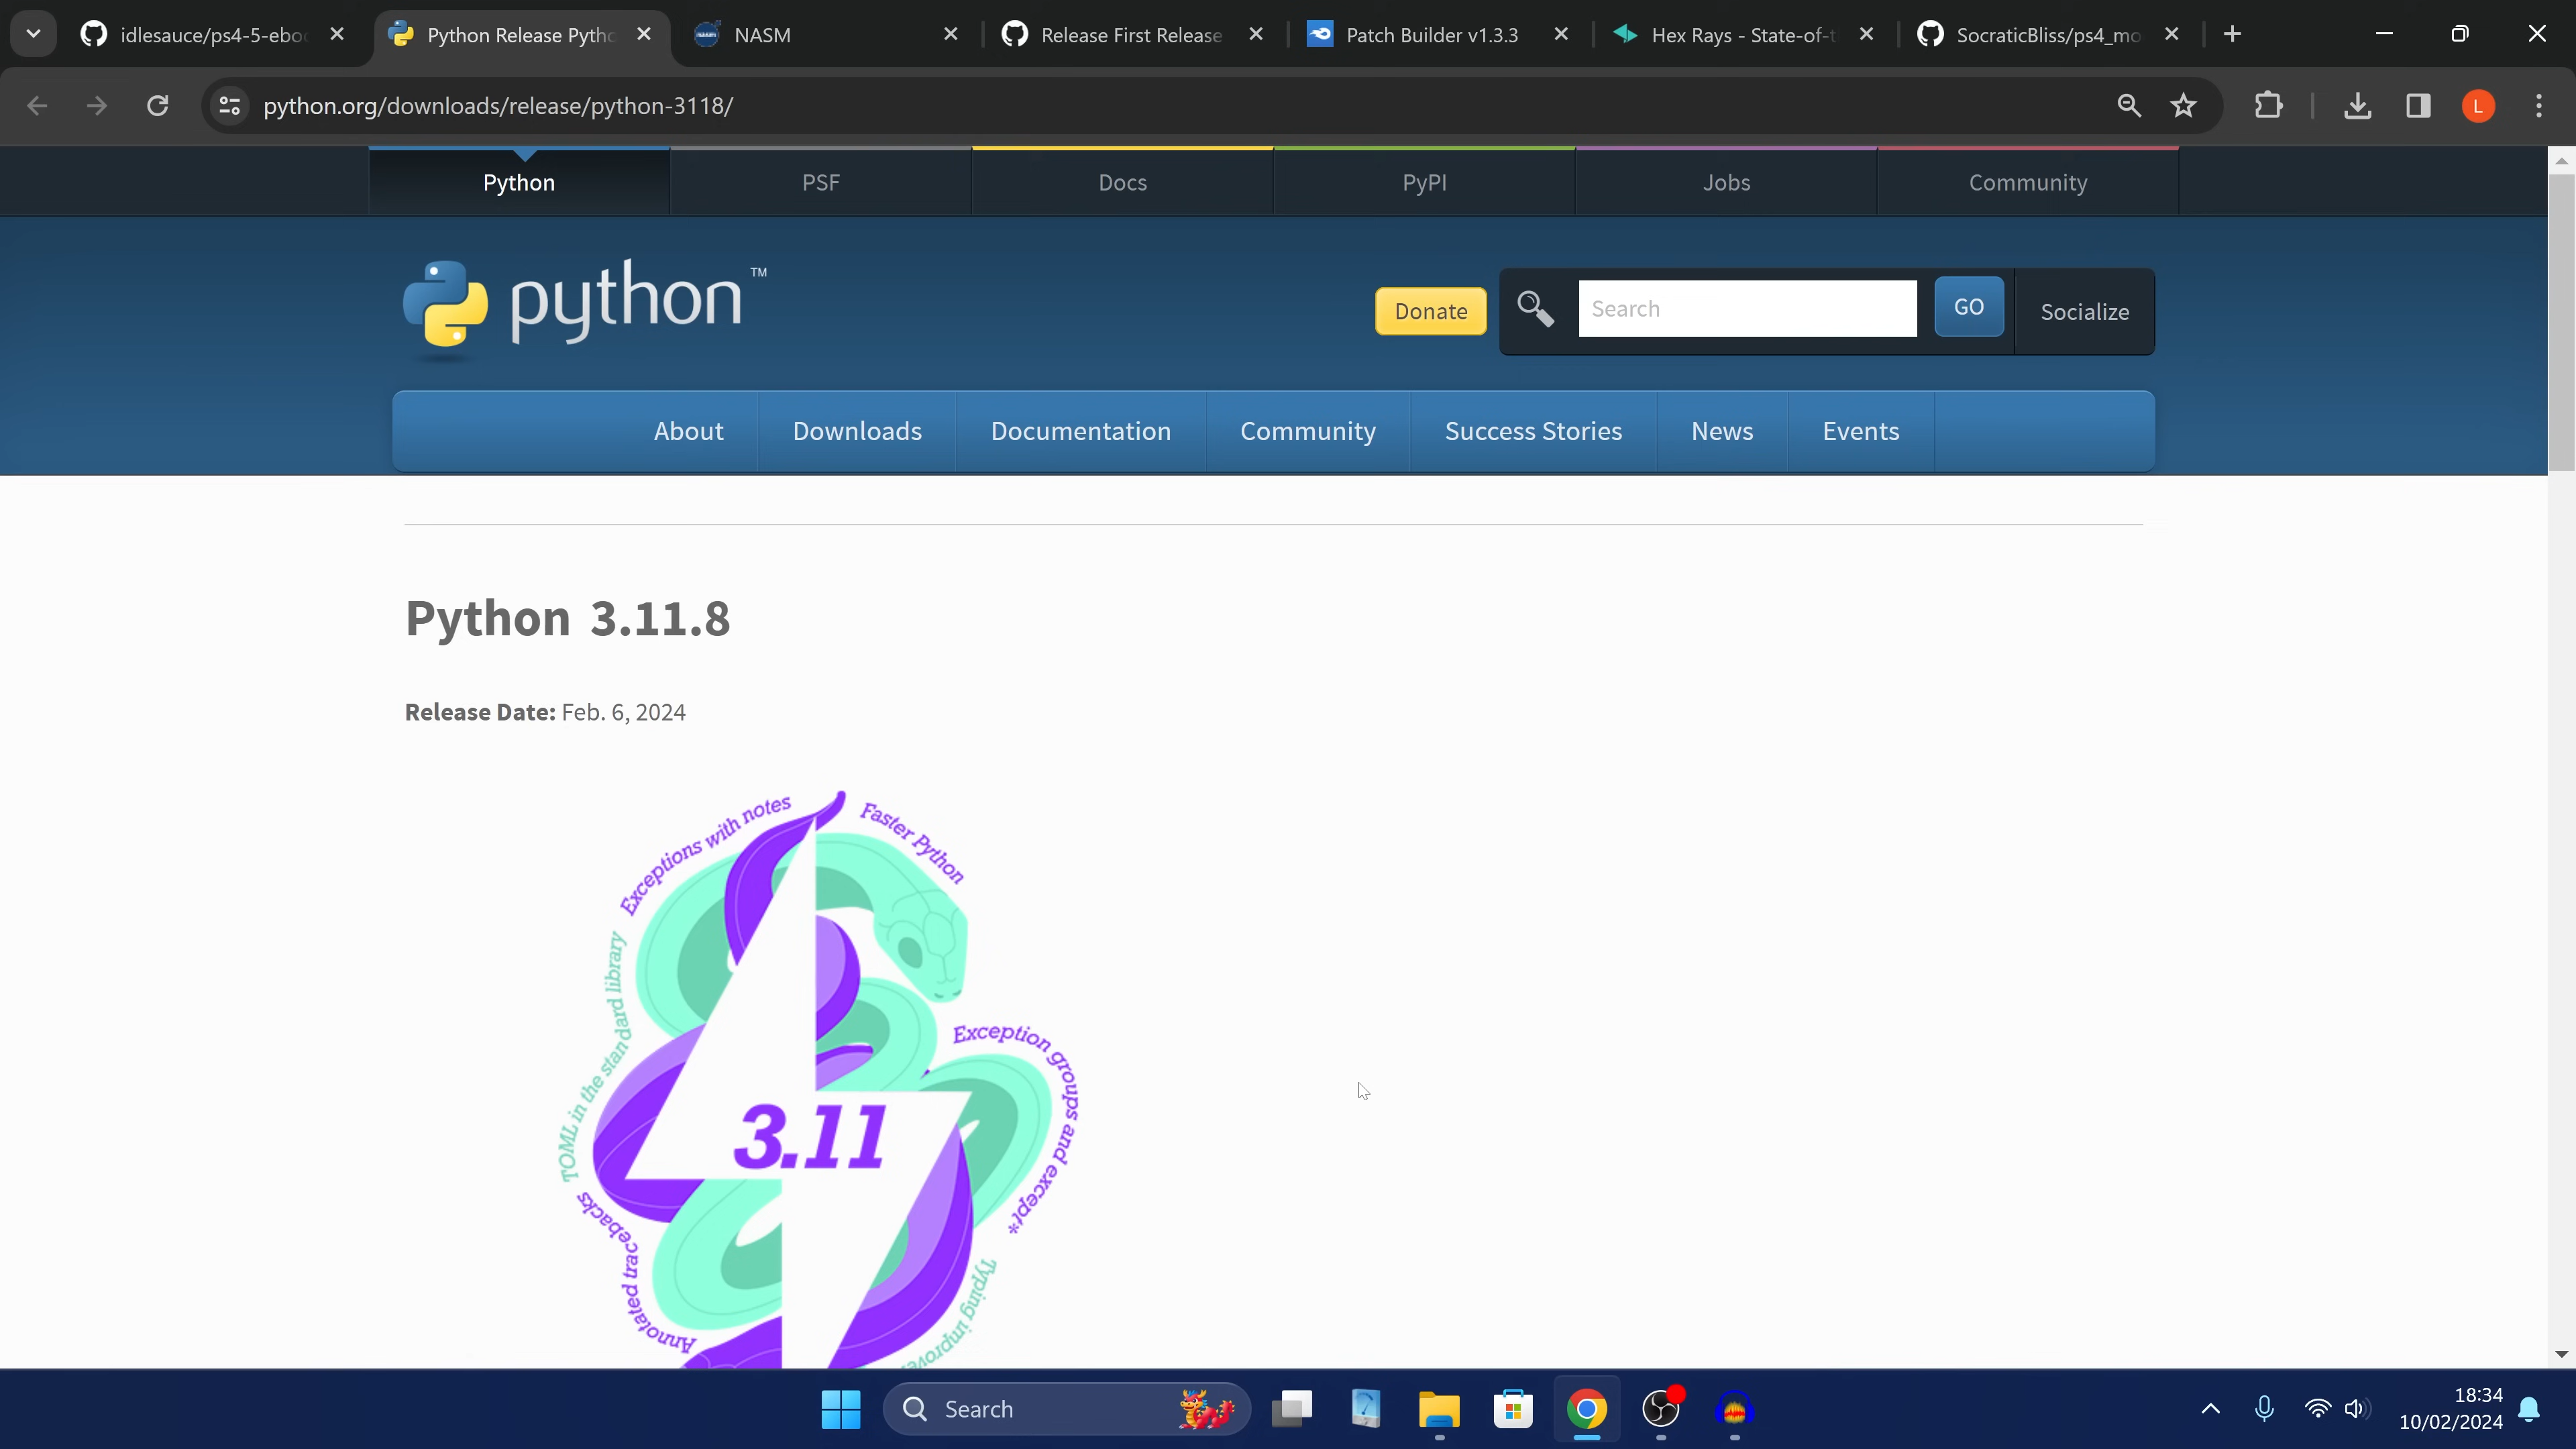 idlesauce/ps4-5-eboo
Python Release Pytho
NASM
Release First Release
Patch Builder v1.3.3
Hex Rays - State-of-t
SocraticBliss/ps4_mo
python.org/downloads/release/python-3118/
L
Python
PSF
Docs
PyPI
Jobs
Community
python™
Donate
Search
GO
Socialize
About
Downloads
Documentation
Community
Success Stories
News
Events
Python 3.11.8
Release Date: Feb. 6, 2024
Exceptions with notes
Faster Python
TOML in the standard library
Exception groups and except*
3.11
Annotated tracebacks
Typing improve
Search
18:34
10/02/2024